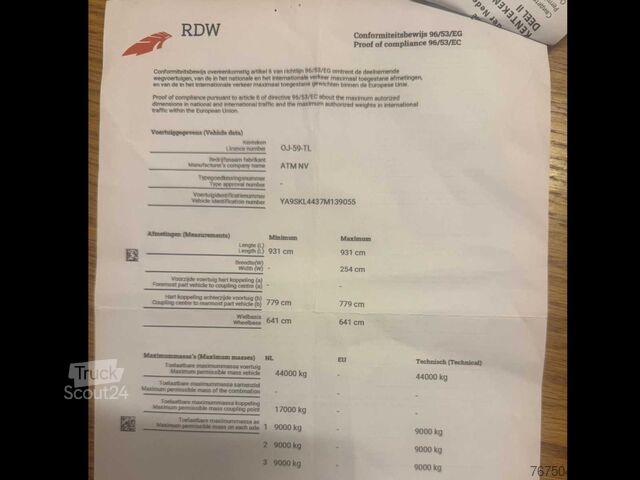 RDW
Conformiteitsbewijs 96/53/EG
Proof of compliance 96/53/EC
KENTEKEN
DEEL II
Conformiteitsbewijs overeenkomstig artikel 6 van richtlijn 96/53/EG omtrent de deelnemende
wegvoertuigen, van de in het nationale en het internationale verkeer maximaal toegestane afmetingen,
en van de in het internationale verkeer maximaal toegestane gewichten binnen de Europese Unie.
Proof of compliance pursuant to article 6 of directive 96/53/EC about the maximum autorized
dimensions in national and international traffic and the maximum authorized weights in international
traffic within the European Union.
Voertuiggegevens (Vehicle data)
Kenteken
Licence number OJ-59-TL
Bedrijfsnaam fabrikant
Manufacturer's company name ATM NV
Typegoedkeuringsnummer
Type approval number -
Voertuigidentificatienummer
Vehicle identification number YA9SKL4437M139055
Afmetingen (Measurements) Minimum Maximum
Lengte (L)
Length (L) 931 cm 931 cm
Breedte(W)
Width (W) - 254 cm
Voorzijde voertuig hart koppeling (a)
Foremost part vehicle to coupling centre (a) - -
Hart koppeling achterzijde voertuig (b)
Coupling centre to rearmost part vehicle (b) 779 cm 779 cm
Wielbasis
Wheelbase 641 cm 641 cm
Maximummassa's (Maximum masses) NL EU Technisch (Technical)
Toelaatbare maximummassa voertuig
Maximum permissible mass vehicle 44000 kg - 44000 kg
Toelaatbare maximummassa samenstel
Maximum permissible mass of the combination - - -
Toelaatbare maximummassa koppeling
Maximum permissible mass coupling point 17000 kg - -
Toelaatbare maximummassa as
Maximum permissible mass on each axle 1 9000 kg - 9000 kg
2 9000 kg - 9000 kg
3 9000 kg - 9000 kg
Truck
Scout24